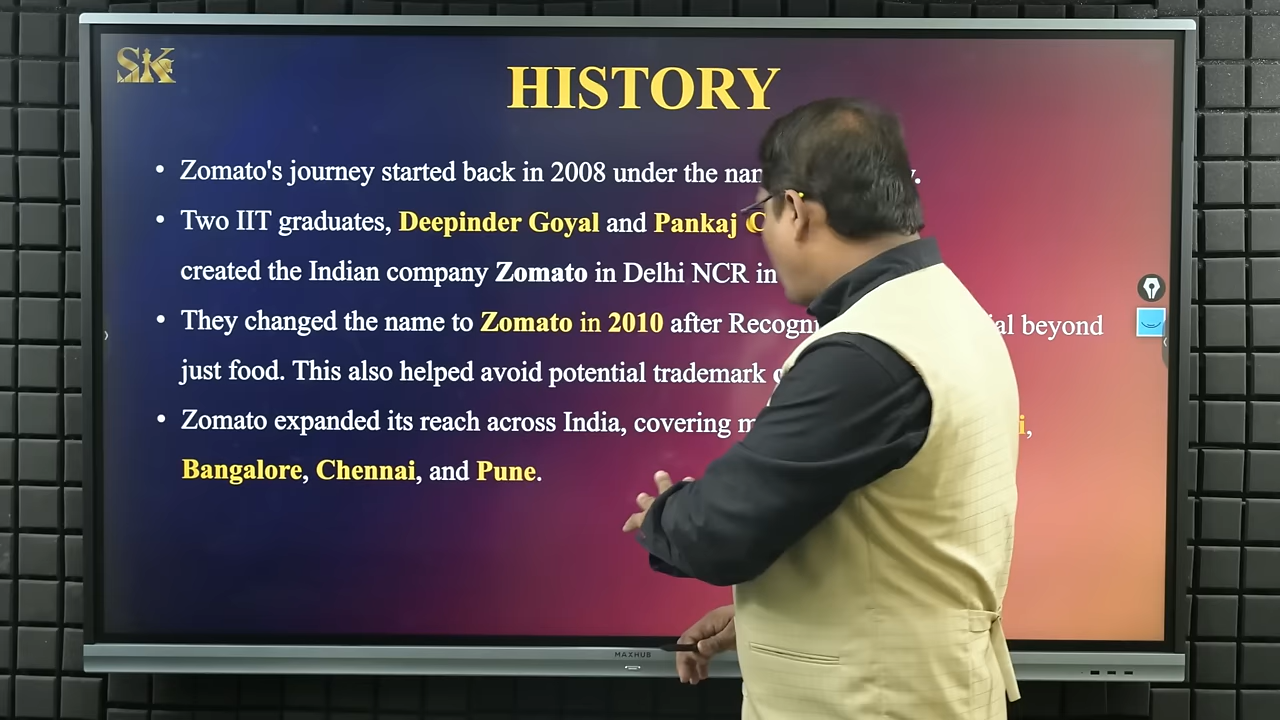 SK
HISTORY
• Zomato's journey started back in 2008 under the
• Two IIT graduates, Deepinder Goyal and Pankaj
created the Indian company Zomato in Delhi NCR in
• They changed the name to Zomato in 2010 after beyond
just food. This also helped avoid potential trademark
• Zomato expanded its reach across India, covering
Bangalore, Chennai, and Pune.
MAXHUB